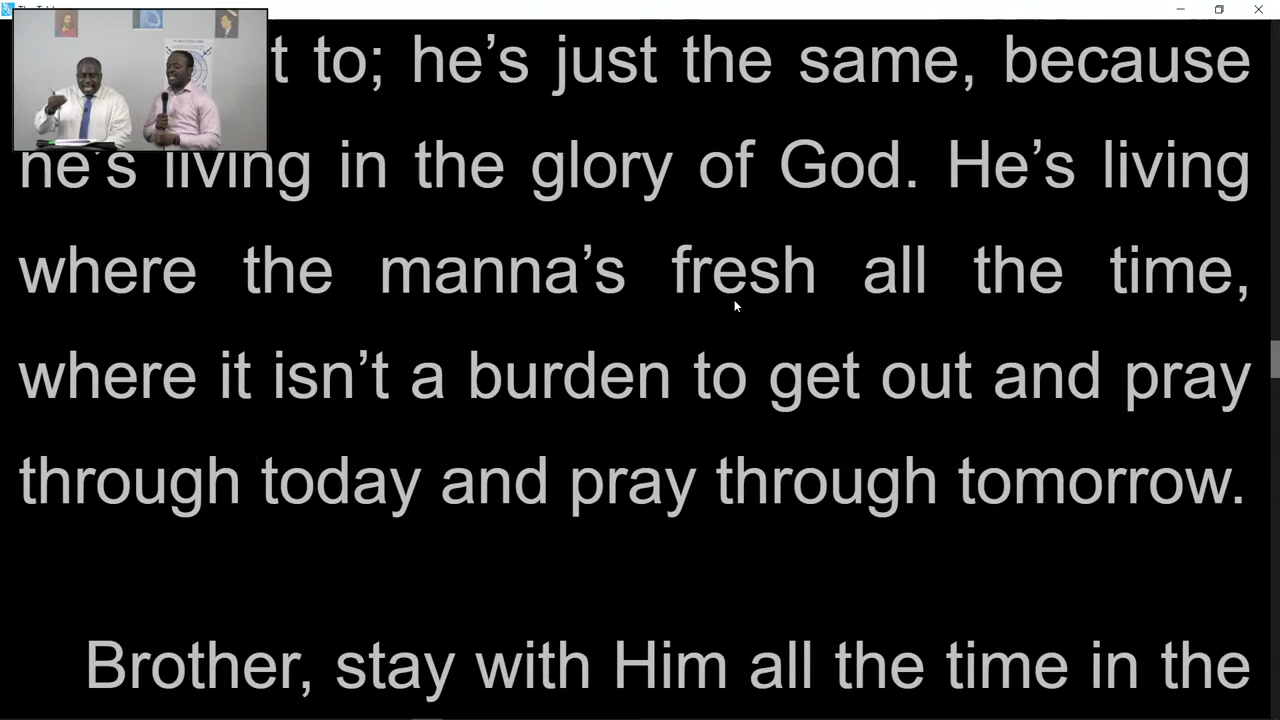 t to; he’s just the same, because
he’s living in the glory of God. He’s living
where the manna’s fresh all the time,
where it isn’t a burden to get out and pray
through today and pray through tomorrow.
Brother, stay with Him all the time in the